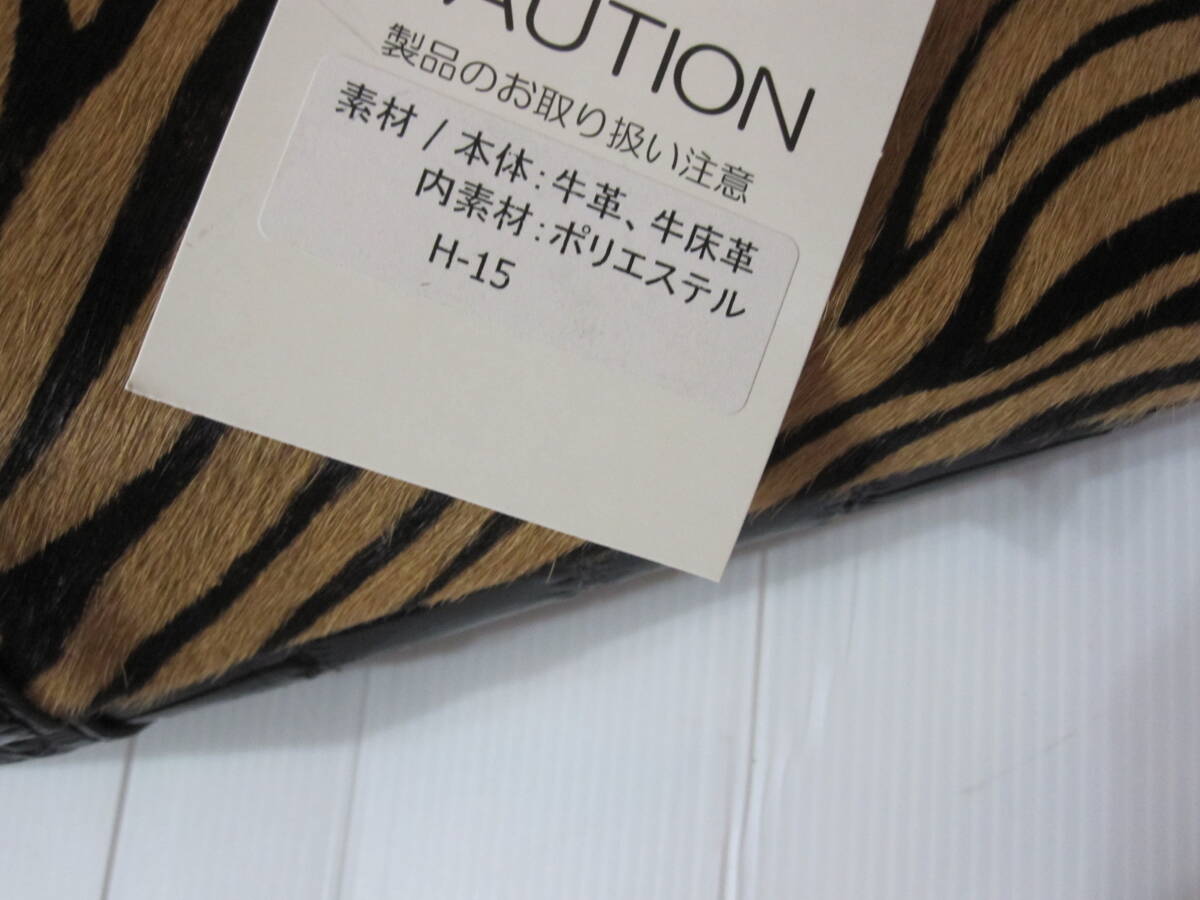 AUTION
製品のお取り扱い注意
素材 / 本体：牛革、牛床革
内素材：ポリエステル
H-15